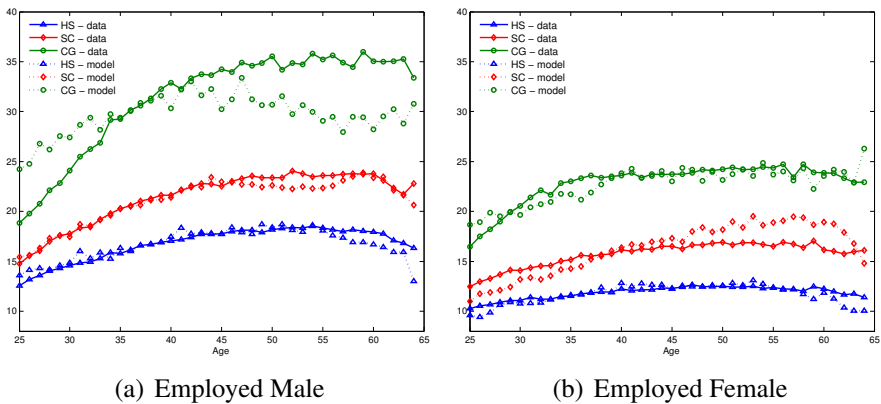 40
35
30
25
20
15
10
25 30 35 40 45 50 55 60 65
Age
HS − data
SC − data
CG − data
HS − model
SC − model
CG − model
(a) Employed Male
40
35
30
25
20
15
10
25 30 35 40 45 50 55 60 65
Age
HS − data
SC − data
CG − data
HS − model
SC − model
CG − model
(b) Employed Female